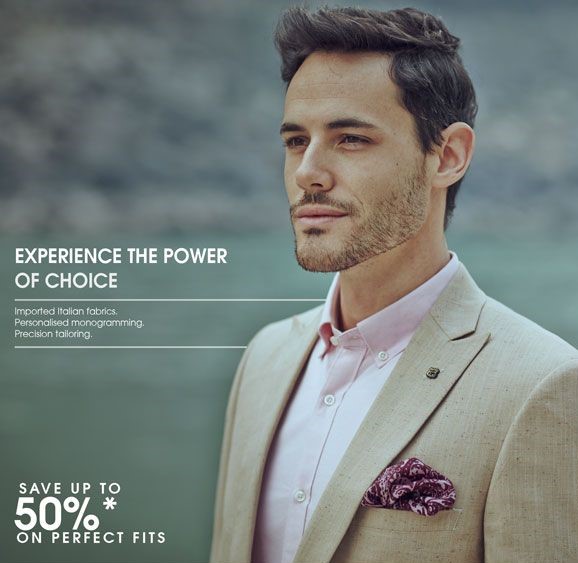 EXPERIENCE THE POWER
OF CHOICE
Imported Italian fabrics.
Personalised monogramming.
Precision tailoring.
SAVE UP TO
50%*
ON PERFECT FITS